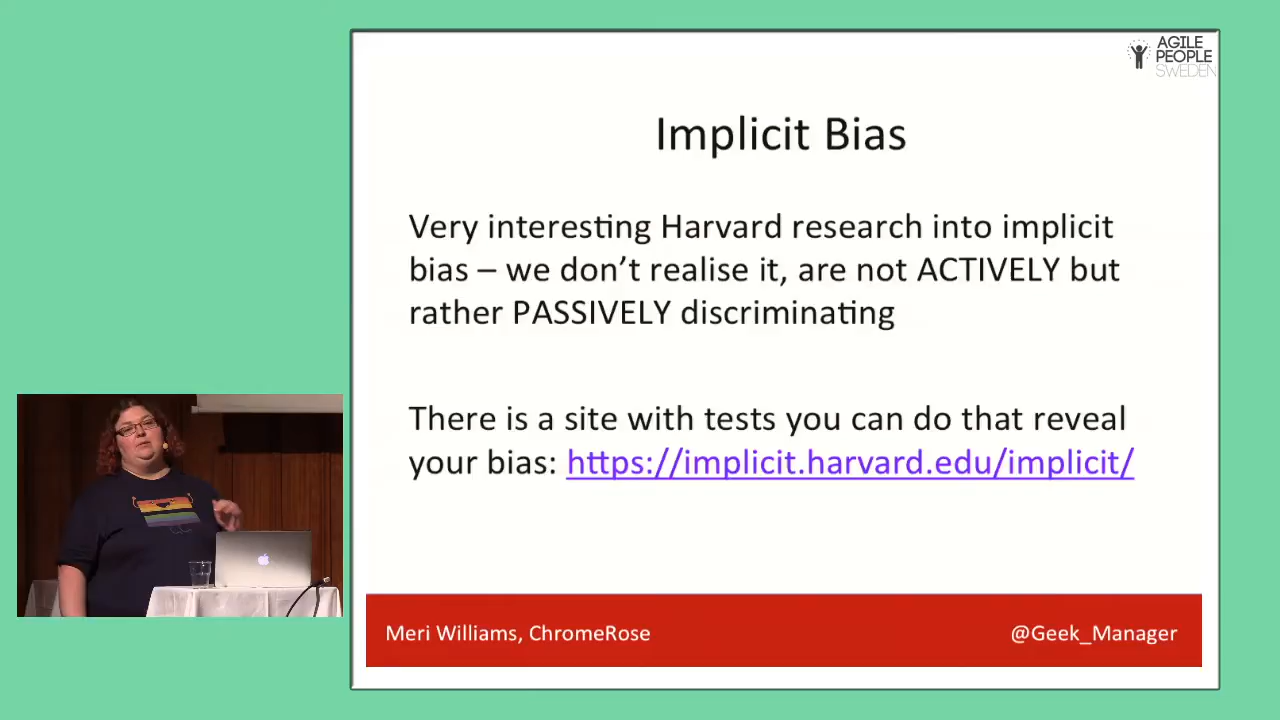 AGILE
PEOPLE
SWEDEN
Implicit Bias
Very interesting Harvard research into implicit
bias – we don’t realise it, are not ACTIVELY but
rather PASSIVELY discriminating
There is a site with tests you can do that reveal
your bias: https://implicit.harvard.edu/implicit/
Meri Williams, ChromeRose
@Geek_Manager